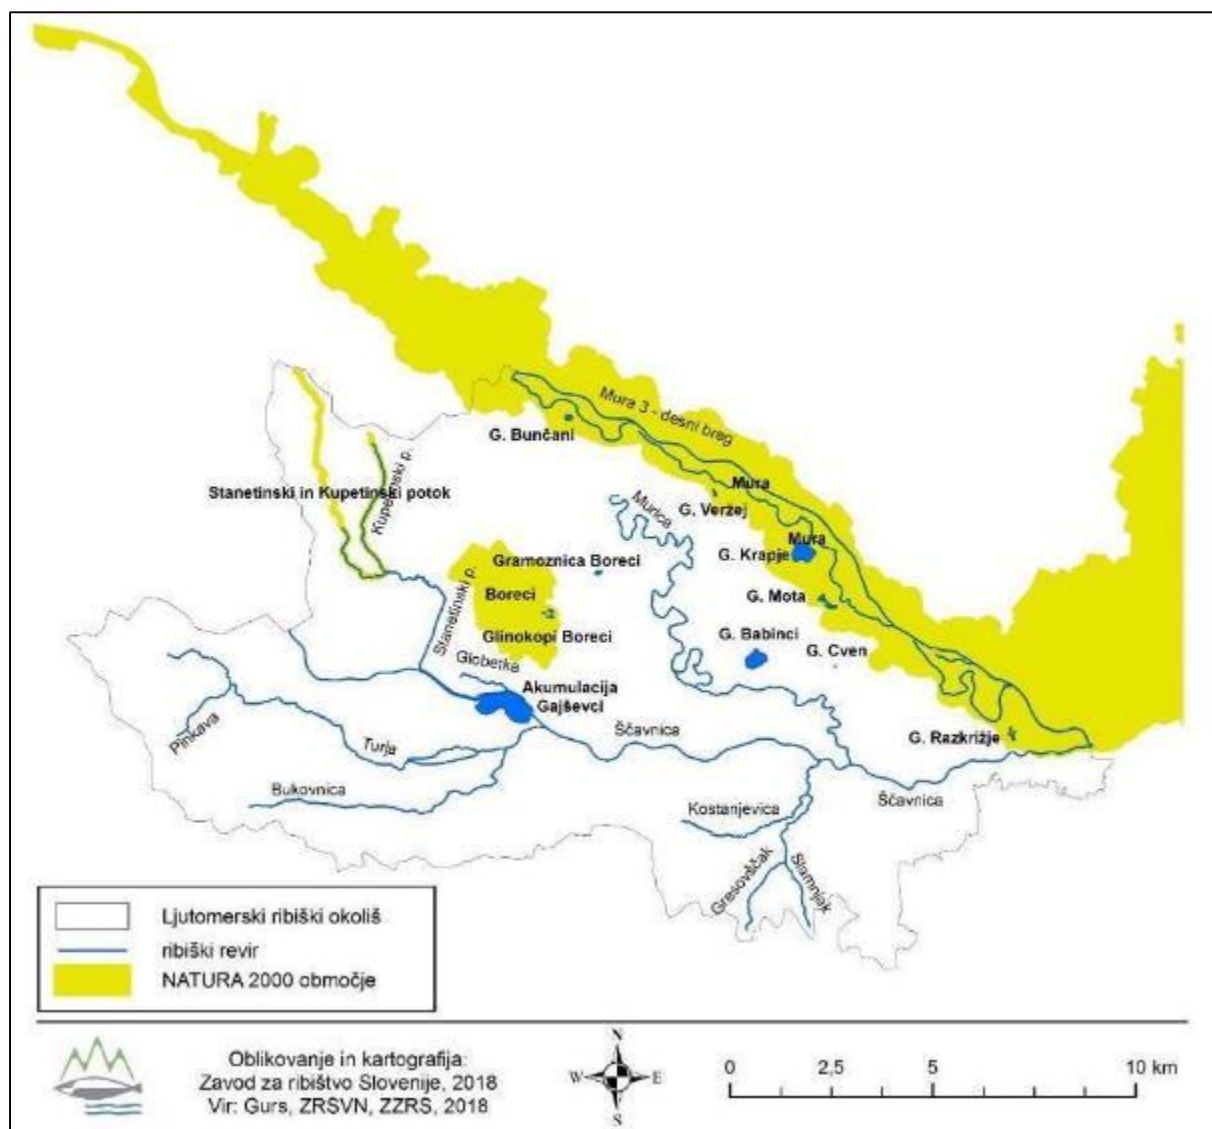 Mura 3 - desni breg
G. Bunčani
Kupetinski p.
Stanetinski in Kupetinski potok
Mura
Murica
G. Veržej
Mura
G. Krapje
Gramoznica Boreci
Stanetinski p.
Boreci
G. Mota
Glinokopi Boreci
G. Babinci
G. Cven
Globetka
Akumulacija
Gajševci
Pinkava
Turja
Ščavnica
G. Razkrižje
Bukovnica
Ščavnica
Kostanjevica
Gresovščak
Slamnjak
Ljutomerski ribiški okoliš
ribiški revir
NATURA 2000 območje
Oblikovanje in kartografija:
Zavod za ribištvo Slovenije, 2018
Vir: Gurs, ZRSVN, ZZRS, 2018
N
W E
S
0 2,5 5 10 km